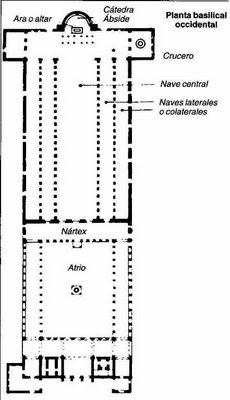 Ara o altar
Cátedra
Ábside
Planta basilical
occidental
Crucero
Nave central
Naves laterales
o colaterales
Nártex
Atrio